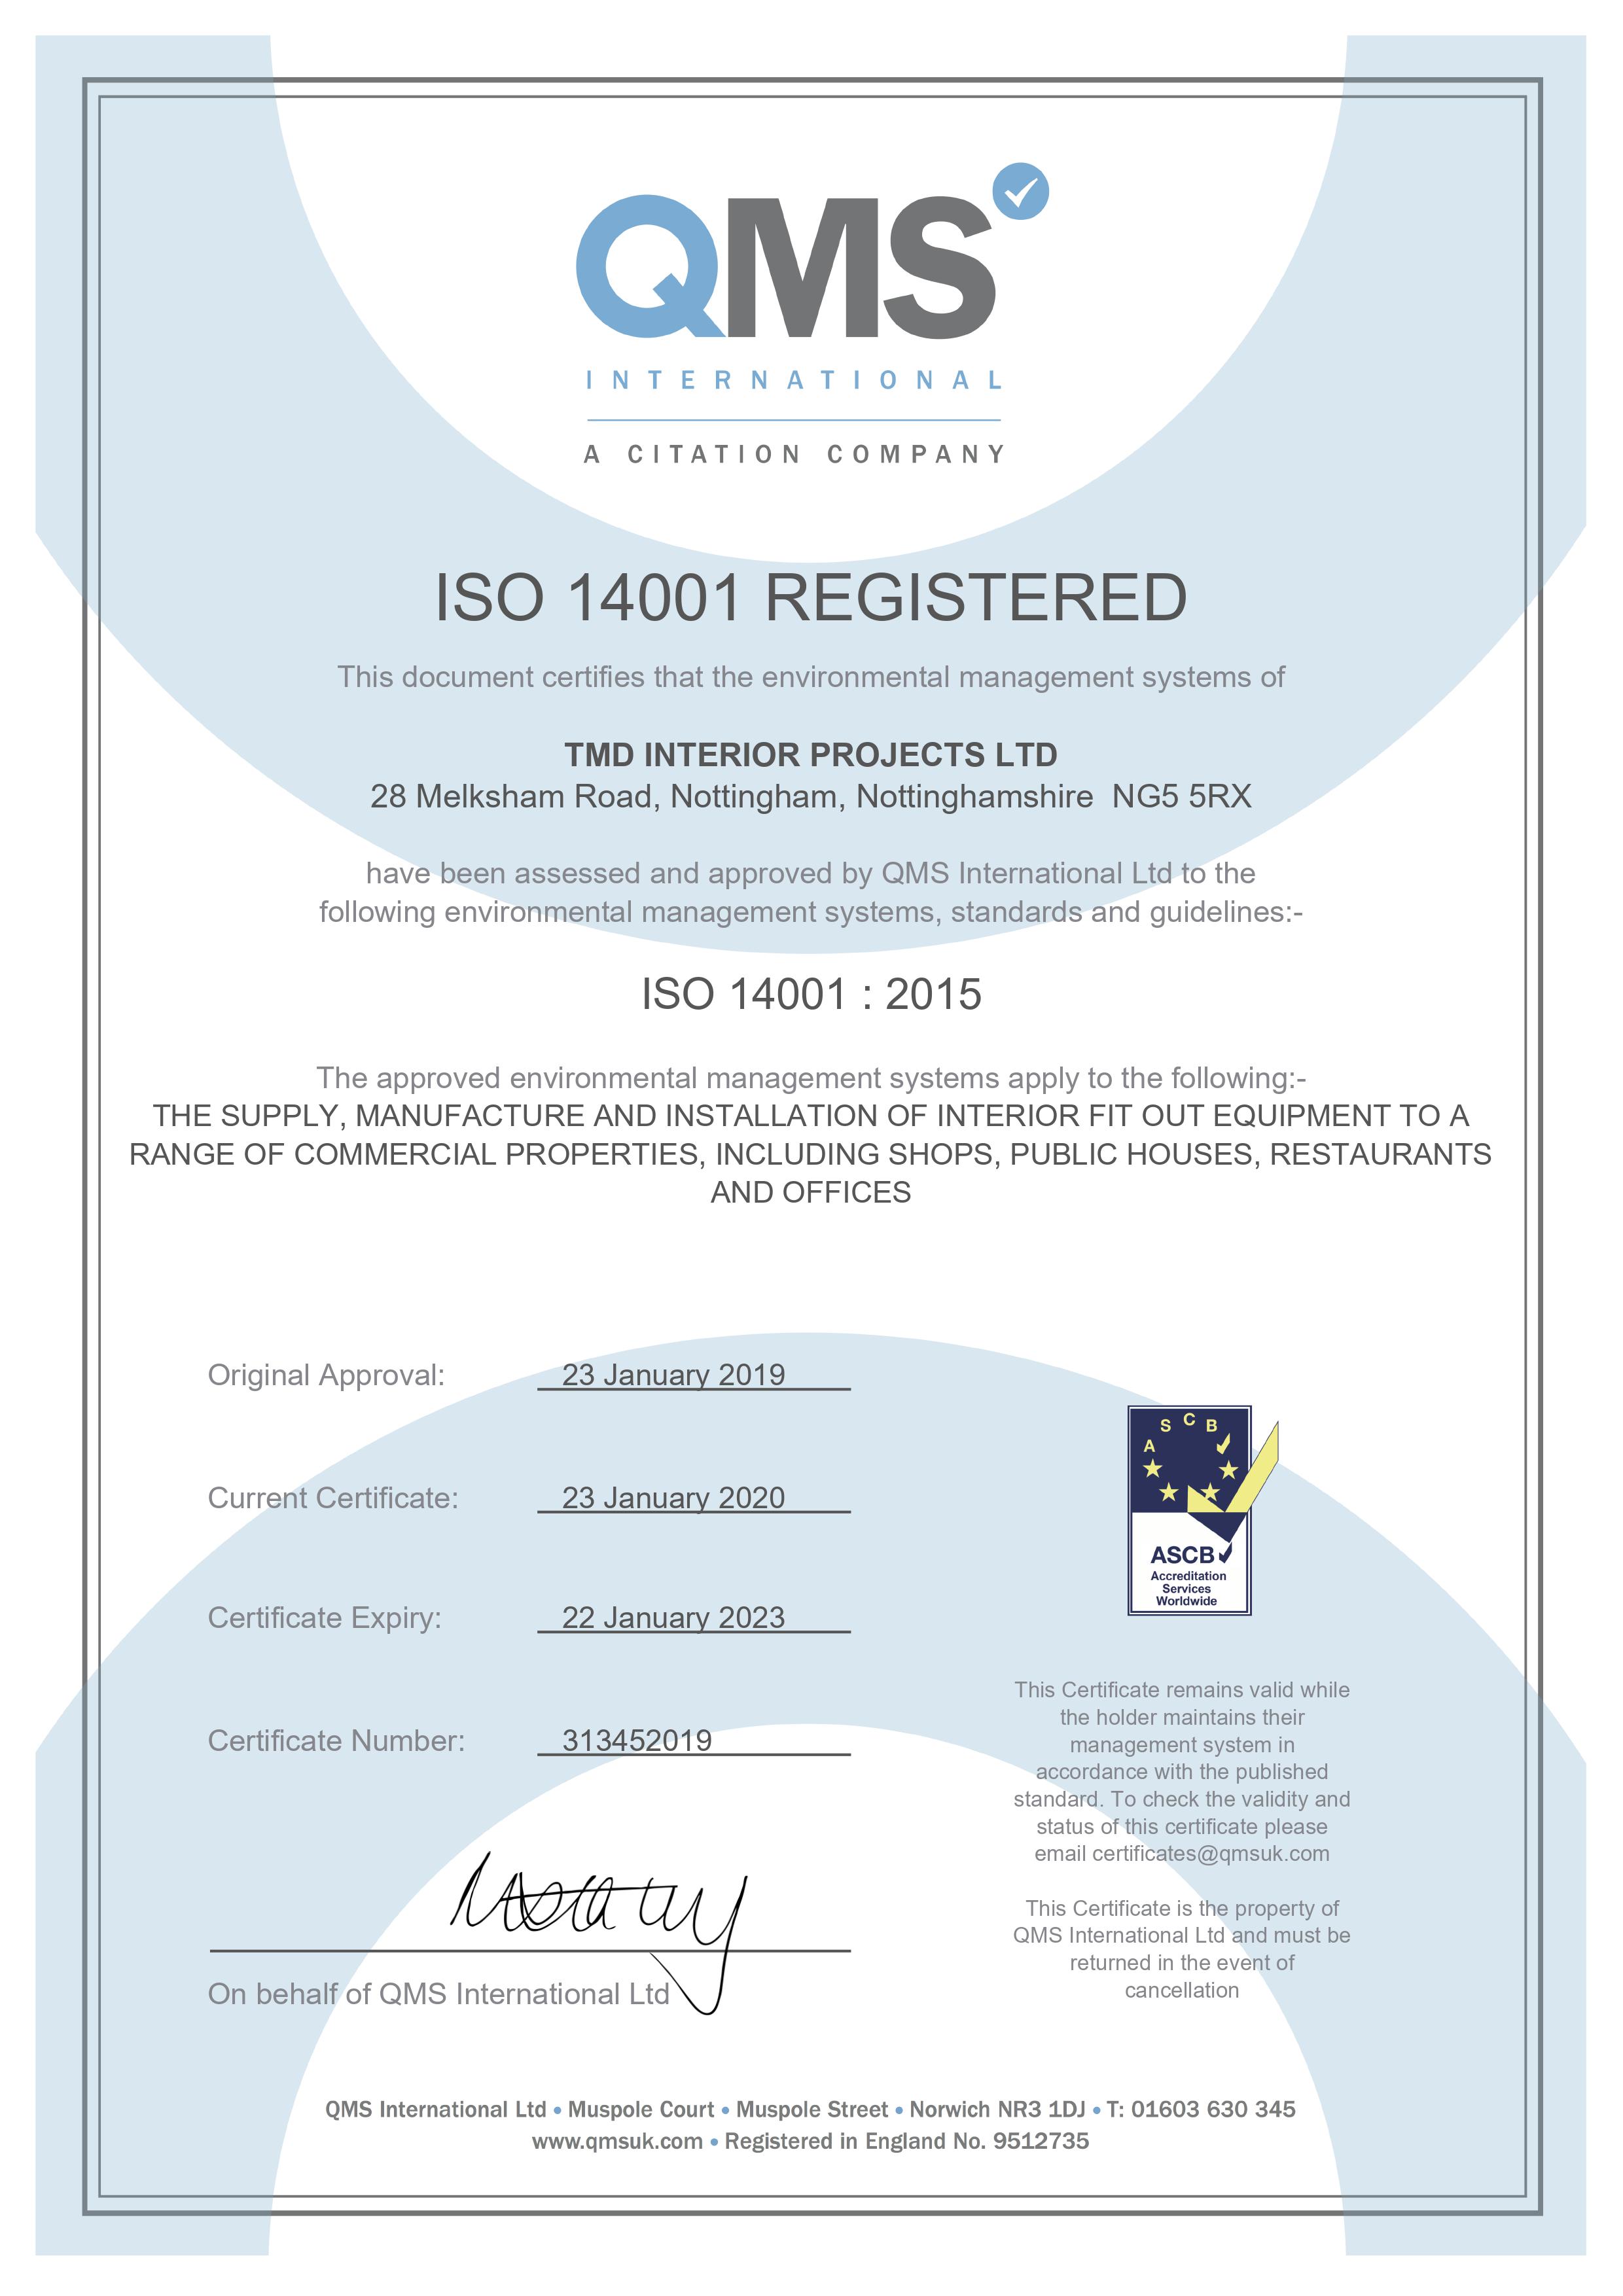 QMS
INTERNATIONAL
A CITATION COMPANY
ISO 14001 REGISTERED
This document certifies that the environmental management systems of
TMD INTERIOR PROJECTS LTD
28 Melksham Road, Nottingham, Nottinghamshire  NG5 5RX
have been assessed and approved by QMS International Ltd to the
following environmental management systems, standards and guidelines:-
ISO 14001 : 2015
The approved environmental management systems apply to the following:-
THE SUPPLY, MANUFACTURE AND INSTALLATION OF INTERIOR FIT OUT EQUIPMENT TO A
RANGE OF COMMERCIAL PROPERTIES, INCLUDING SHOPS, PUBLIC HOUSES, RESTAURANTS
AND OFFICES
Original Approval: 23 January 2019
Current Certificate: 23 January 2020
Certificate Expiry: 22 January 2023
Certificate Number: 313452019
On behalf of QMS International Ltd
A S C B
ASCB
Accreditation
Services
Worldwide
This Certificate remains valid while
the holder maintains their
management system in
accordance with the published
standard. To check the validity and
status of this certificate please
email certificates@qmsuk.com
This Certificate is the property of
QMS International Ltd and must be
returned in the event of
cancellation
QMS International Ltd • Muspole Court • Muspole Street • Norwich NR3 1DJ • T: 01603 630 345
www.qmsuk.com • Registered in England No. 9512735